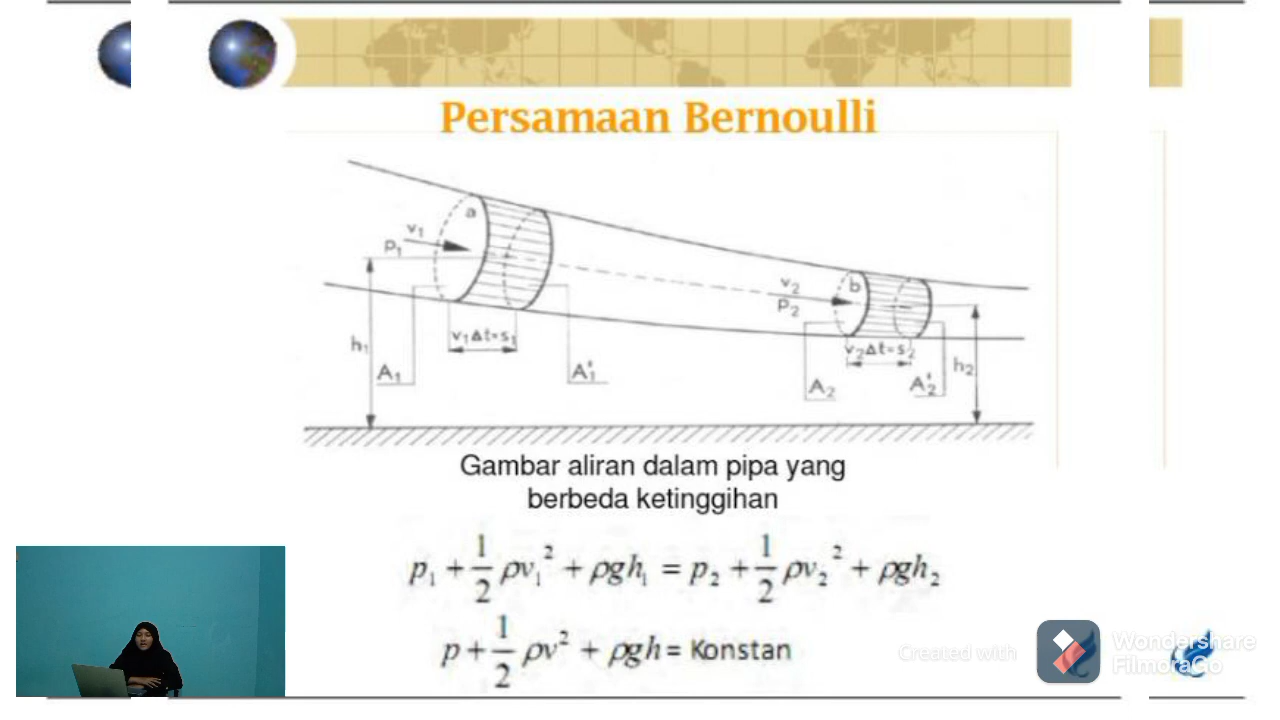 Persamaan Bernoulli
a
v₁
p₁
v₂
p₂
b
h₁
v₁Δt=s₁
A₁
A₁'
v₂Δt=s₂
h₂
A₂
A₂'
Gambar aliran dalam pipa yang
berbeda ketinggihan
p₁ + 1/2 ρv₁² + ρgh₁ = p₂ + 1/2 ρv₂² + ρgh₂
p + 1/2 ρv² + ρgh = Konstan
Created with
Wondershare
FilmoraGo